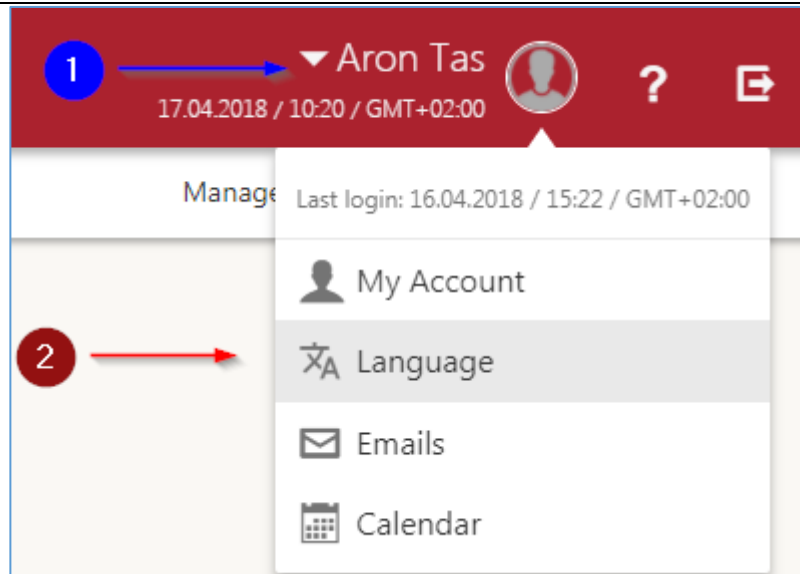 1
Aron Tas
?
17.04.2018 / 10:20 / GMT+02:00
Manage
Last login: 16.04.2018 / 15:22 / GMT+02:00
My Account
2
Language
Emails
Calendar